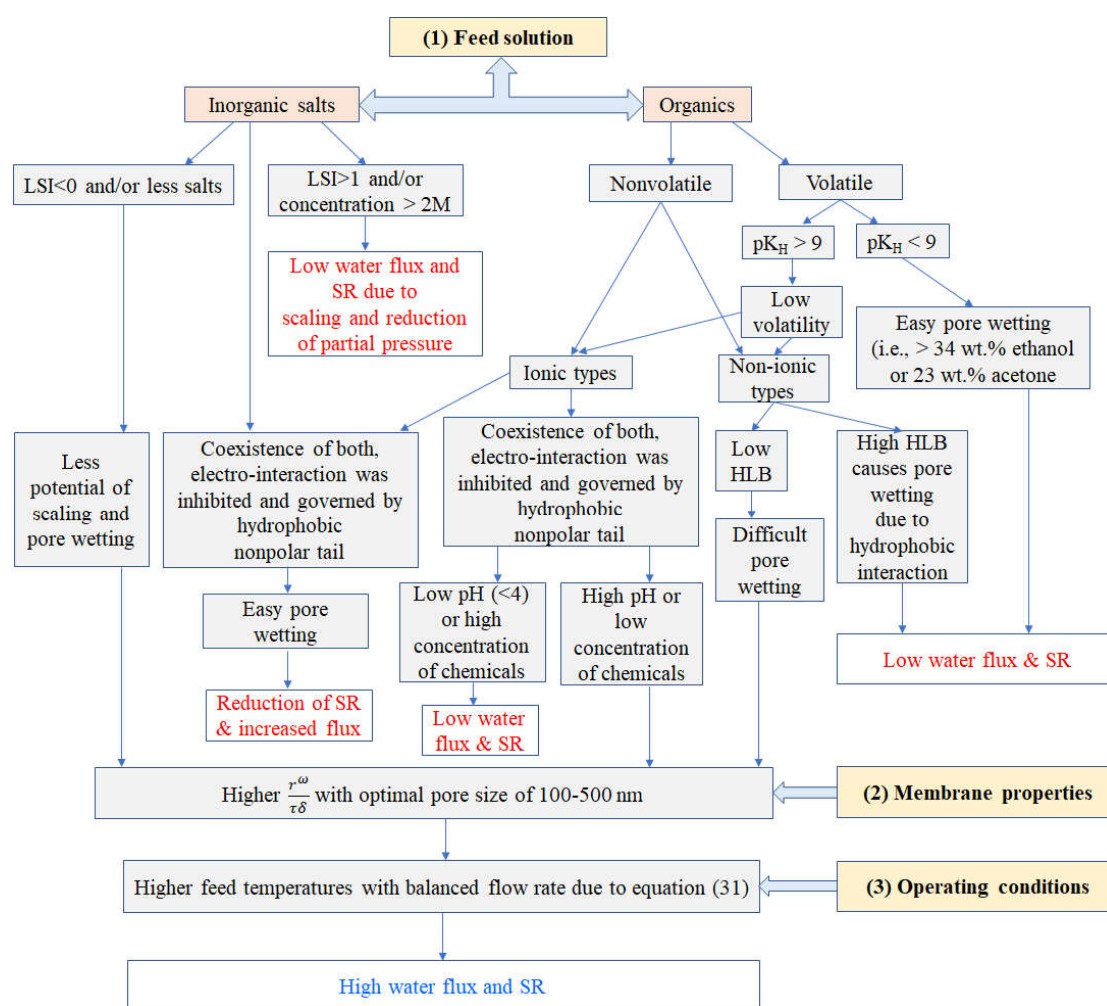 (1) Feed solution
Inorganic salts
Organics
LSI<0 and/or less salts
LSI>1 and/or
concentration > 2M
Nonvolatile
Volatile
pK_H > 9
pK_H < 9
Low water flux and
SR due to
scaling and reduction
of partial pressure
Low
volatility
Easy pore wetting
(i.e., > 34 wt.% ethanol
or 23 wt.% acetone
Ionic types
Non-ionic
types
Less
potential of
scaling and
pore wetting
Coexistence of both,
electro-interaction was
inhibited and governed by
hydrophobic
nonpolar tail
Coexistence of both,
electro-interaction was
inhibited and governed by
hydrophobic
nonpolar tail
Low
HLB
High HLB
causes pore
wetting
due to
hydrophobic
interaction
Difficult
pore
wetting
Easy pore
wetting
Low pH (<4)
or high
concentration
of chemicals
High pH or
low
concentration
of chemicals
Low water flux & SR
Reduction of SR
& increased flux
Low water
flux & SR
Higher r^ω/τδ with optimal pore size of 100-500 nm
(2) Membrane properties
Higher feed temperatures with balanced flow rate due to equation (31)
(3) Operating conditions
High water flux and SR